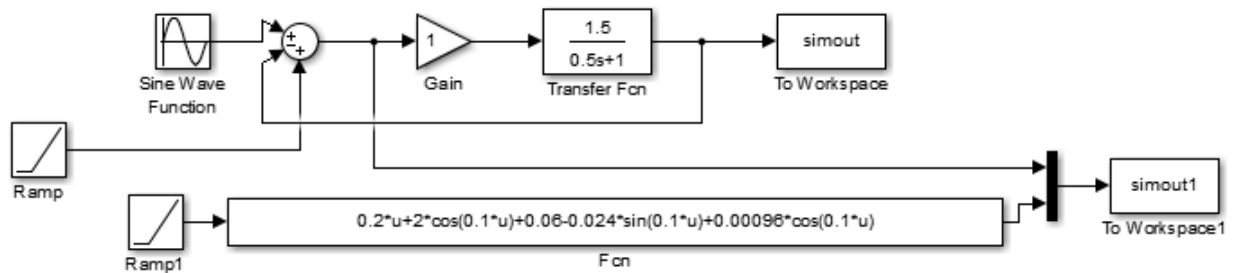 1
1.5
0.5s+1
simout
Sine Wave
Function
Gain
Transfer Fcn
To Workspace
Ramp
simout1
To Workspace1
0.2*u+2*cos(0.1*u)+0.06-0.024*sin(0.1*u)+0.00096*cos(0.1*u)
Ramp1
Fcn